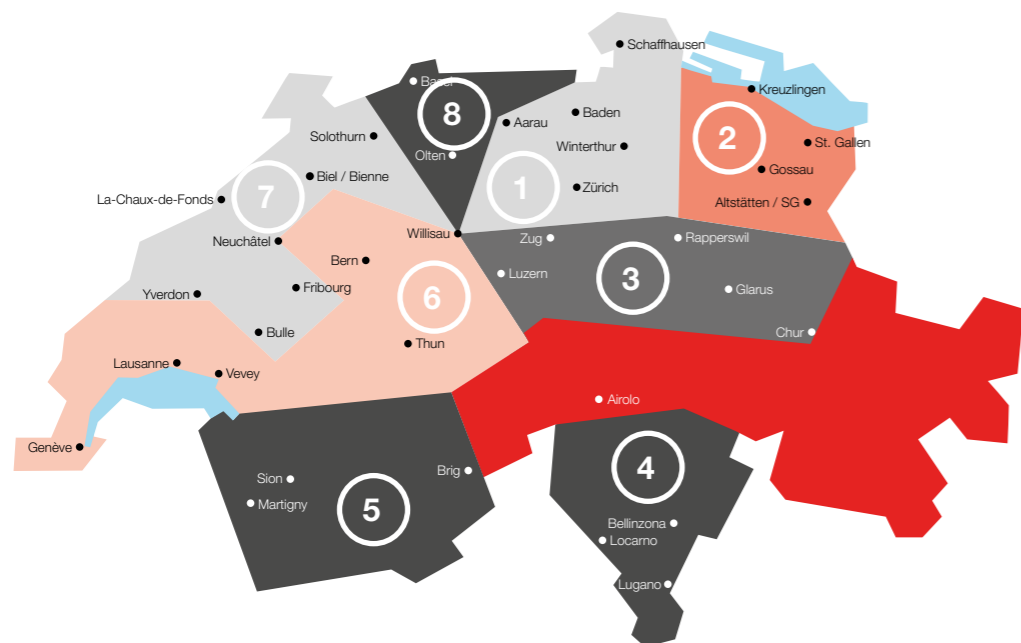 Schaffhausen
Basel
Kreuzlingen
8
Baden
Aarau
Solothurn
2
St. Gallen
Winterthur
Olten
Gossau
Biel / Bienne
1
Zürich
La-Chaux-de-Fonds
7
Altstätten / SG
Willisau
Neuchâtel
Zug
Rapperswil
Bern
Luzern
3
Fribourg
Glarus
Yverdon
6
Bulle
Chur
Thun
Lausanne
Vevey
Airolo
Genève
Brig
4
Sion
Martigny
5
Bellinzona
Locarno
Lugano